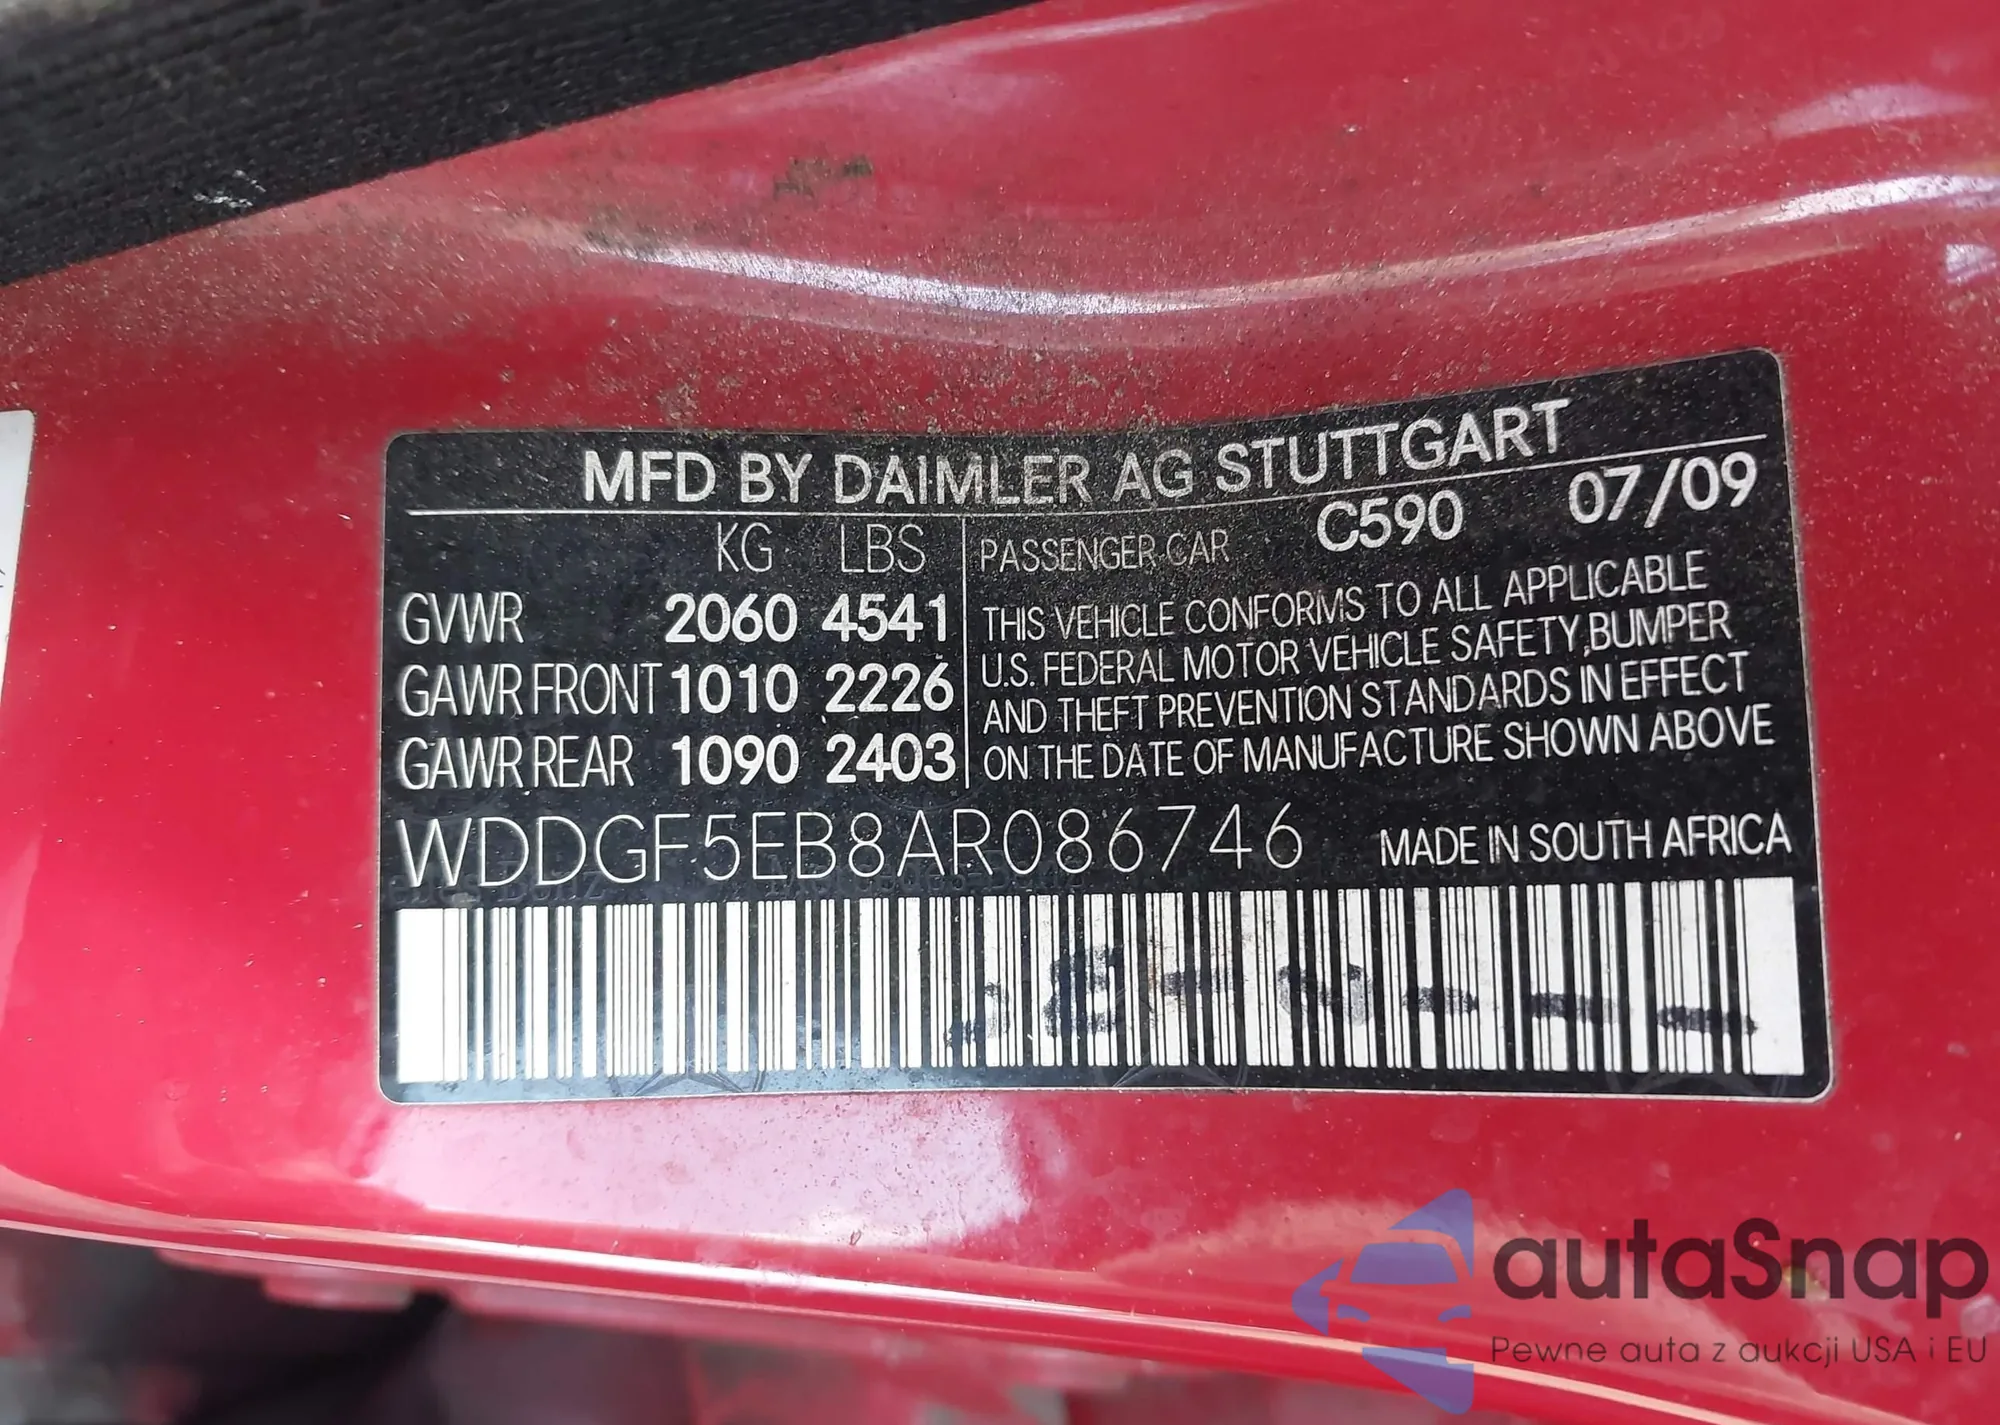 MFD BY DAIMLER AG STUTTGART
KG LBS PASSENGER CAR C590 07/09
GVWR 2060 4541
GAWR FRONT 1010 2226
GAWR REAR 1090 2403
THIS VEHICLE CONFORMS TO ALL APPLICABLE
U.S. FEDERAL MOTOR VEHICLE SAFETY, BUMPER
AND THEFT PREVENTION STANDARDS IN EFFECT
ON THE DATE OF MANUFACTURE SHOWN ABOVE
WDDGF5EB8AR086746 MADE IN SOUTH AFRICA
autaSnap
Pewne auta z aukcji USA i EU